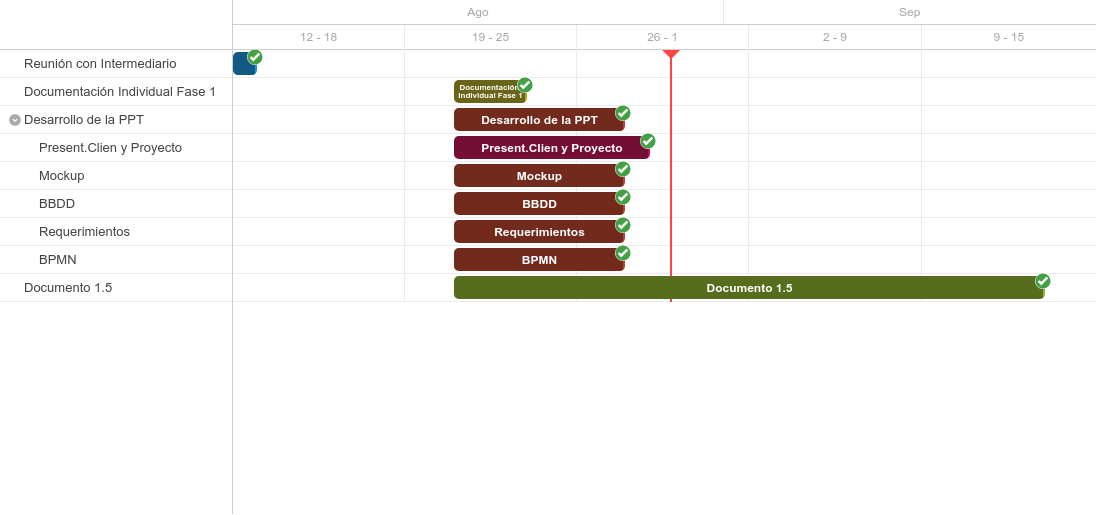 Ago Sep
12 - 18 19 - 25 26 - 1 2 - 9 9 - 15
Reunión con Intermediario
Documentación Individual Fase 1 Documentación
Individual Fase 1
Desarrollo de la PPT Desarrollo de la PPT
Present.Clien y Proyecto Present.Clien y Proyecto
Mockup Mockup
BBDD BBDD
Requerimientos Requerimientos
BPMN BPMN
Documento 1.5 Documento 1.5